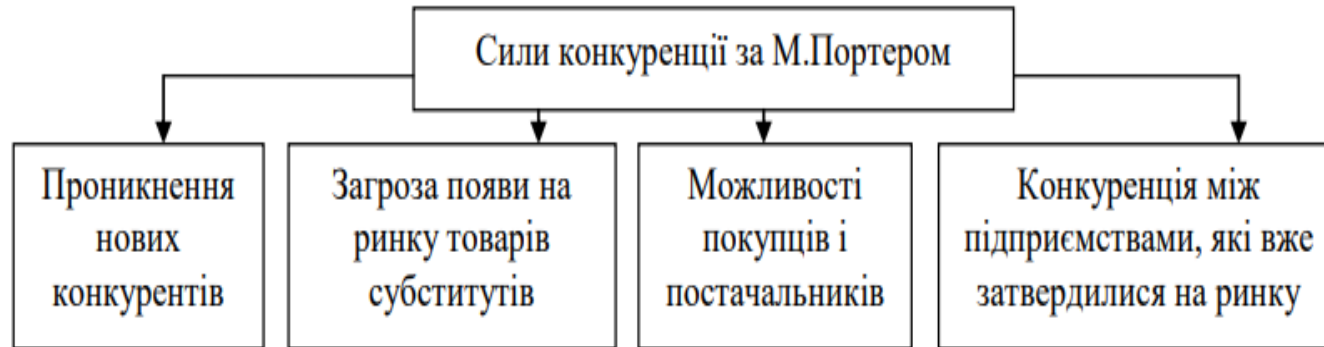 Сили конкуренції за М.Портером
Проникнення
нових
конкурентів
Загроза появи на
ринку товарів
субститутів
Можливості
покупців і
постачальників
Конкуренція між
підприємствами, які вже
затвердилися на ринку